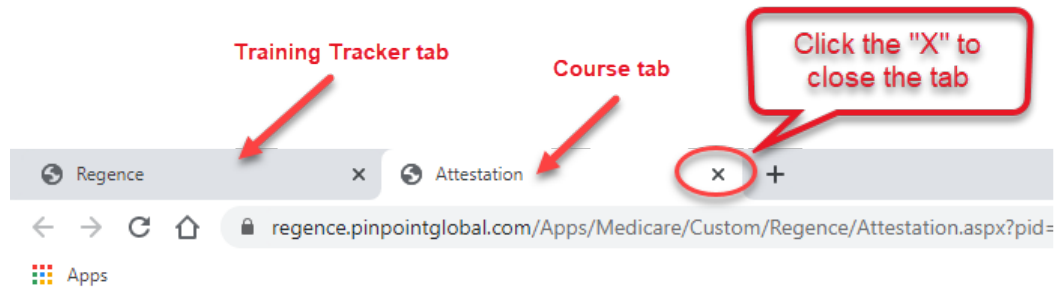 Training Tracker tab
Course tab
Click the "X" to
close the tab
Regence
Attestation
regence.pinpointglobal.com/Apps/Medicare/Custom/Regence/Attestation.aspx?pid=
Apps